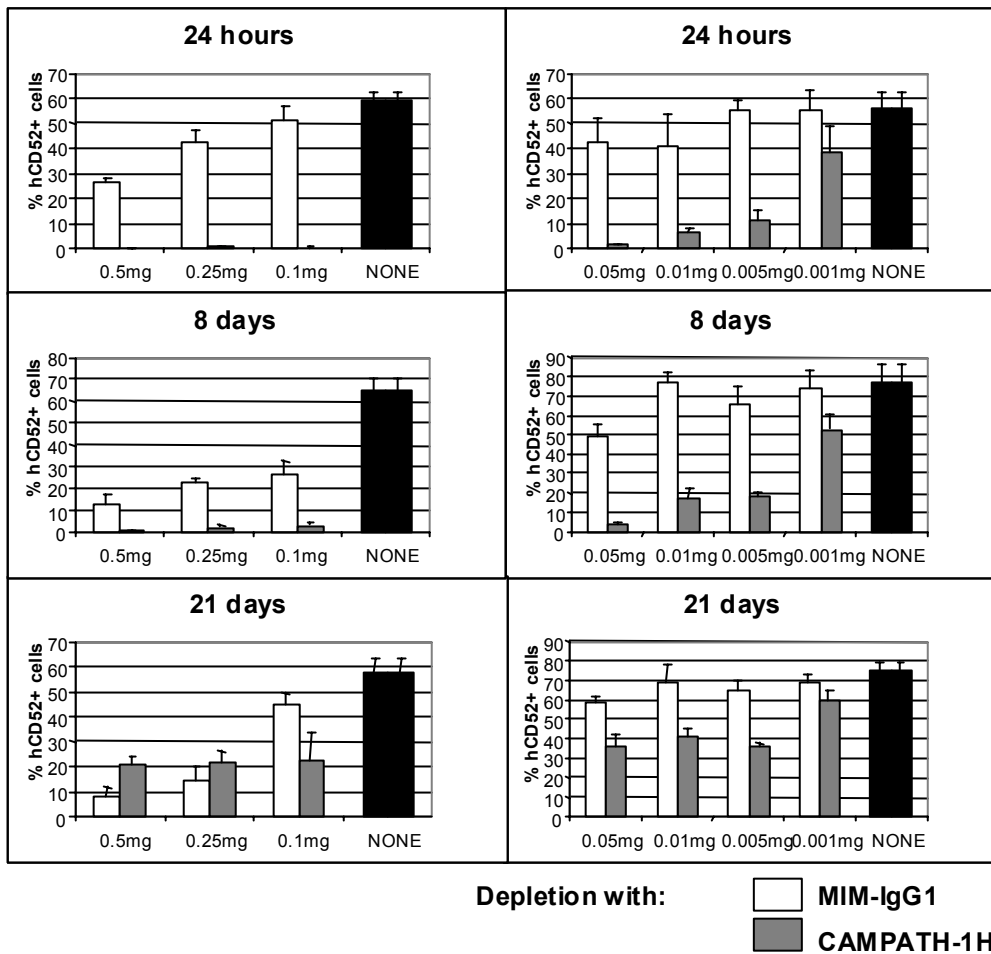 24 hours
% hCD52+ cells
70
60
50
40
30
20
10
0
0.5mg 0.25mg 0.1mg NONE
24 hours
% hCD52+ cells
70
60
50
40
30
20
10
0
0.05mg 0.01mg 0.005mg 0.001mg NONE
8 days
% hCD52+ cells
80
70
60
50
40
30
20
10
0
0.5mg 0.25mg 0.1mg NONE
8 days
% hCD52+ cells
90
80
70
60
50
40
30
20
10
0
0.05mg 0.01mg 0.005mg 0.001mg NONE
21 days
% hCD52+ cells
70
60
50
40
30
20
10
0
0.5mg 0.25mg 0.1mg NONE
21 days
% hCD52+ cells
90
80
70
60
50
40
30
20
10
0
0.05mg 0.01mg 0.005mg 0.001mg NONE
Depletion with: MIM-IgG1
CAMPATH-1H